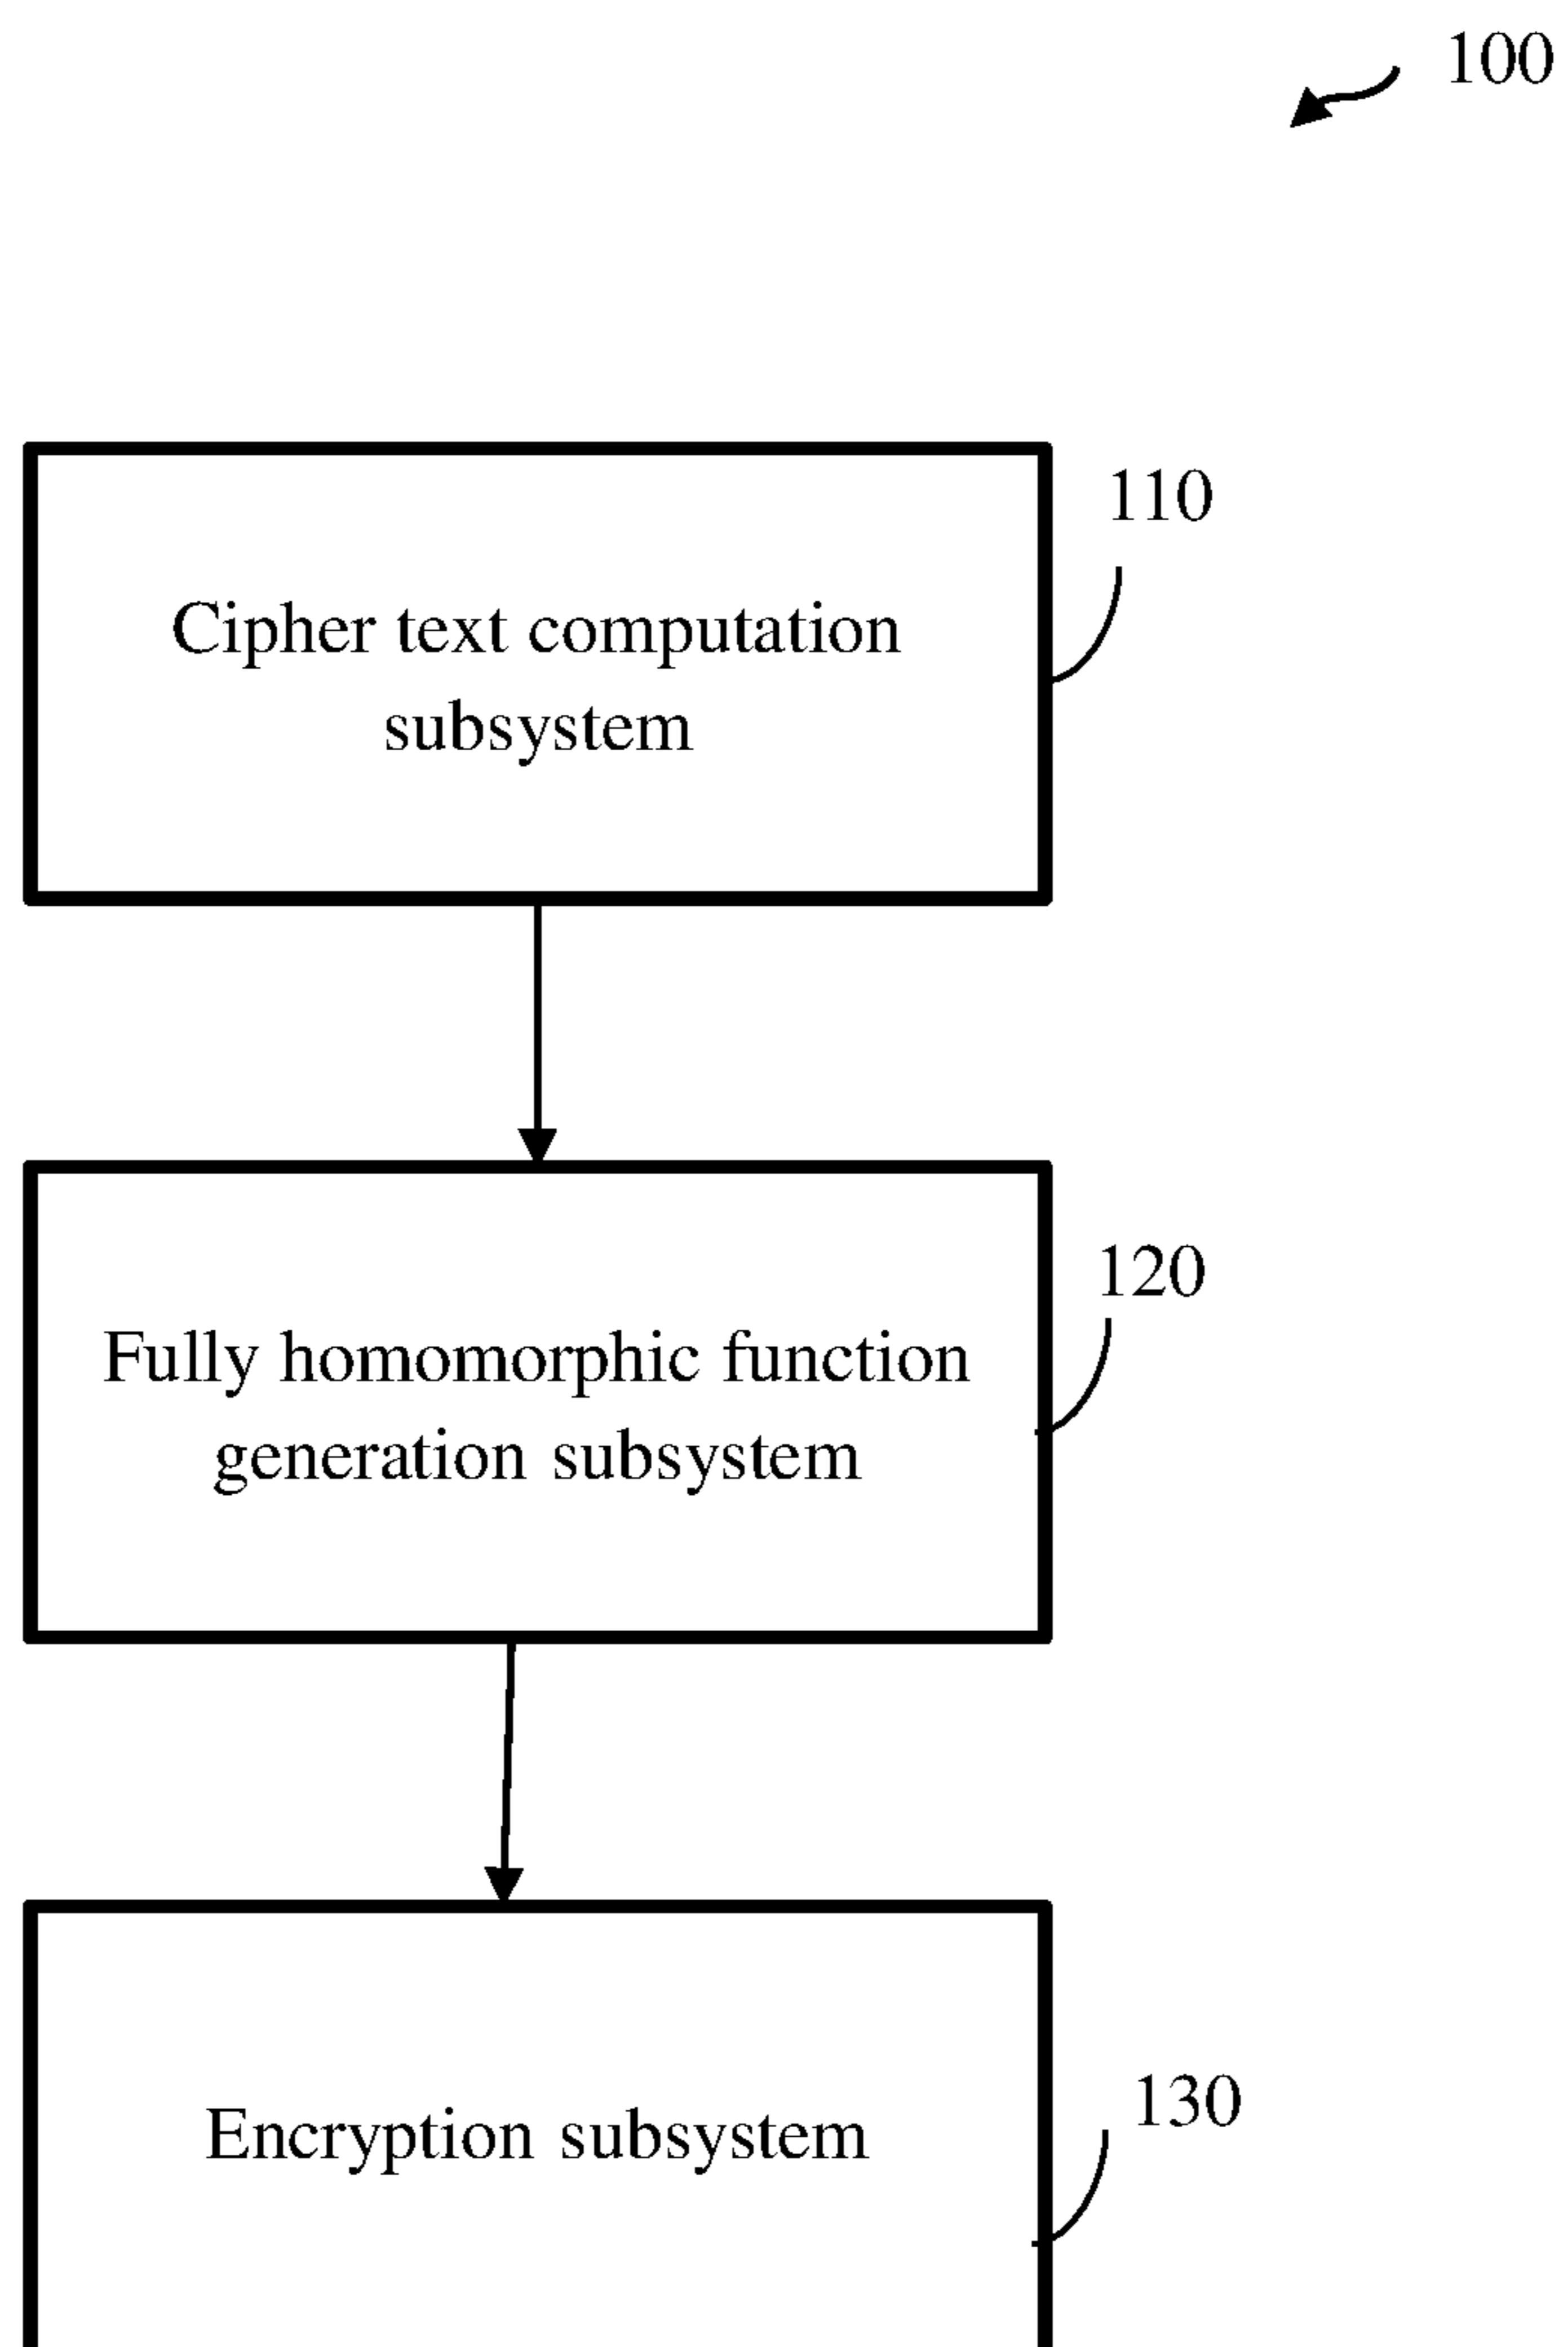 100
110
Cipher text computation
subsystem
120
Fully homomorphic function
generation subsystem
130
Encryption subsystem